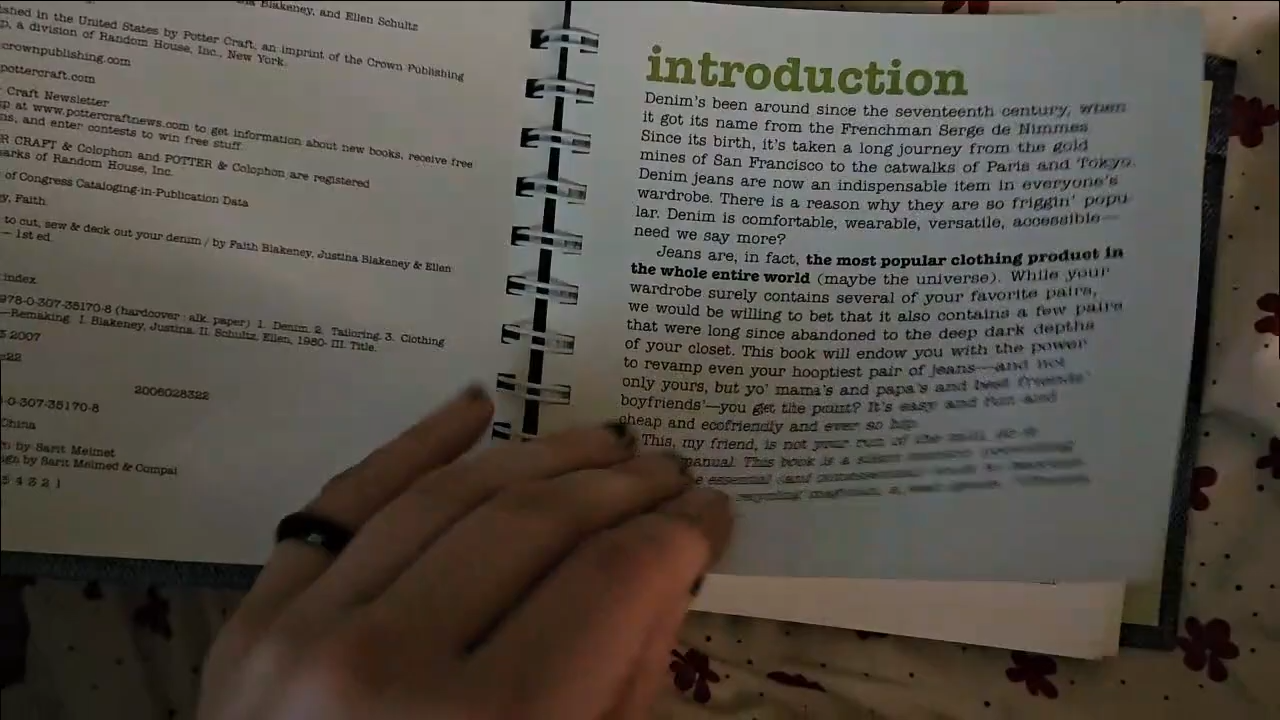 Blakeney, and Ellen Schultz
in the United States by Potter Craft, an imprint of the Crown Publishing
a division of Random House, Inc., New York.
crownpublishing.com
pottercraft.com
Craft Newsletter
at www.pottercraftnews.com to get information about new books, receive free
and enter contests to win free stuff.
CRAFT & Colophon and POTTER & Colophon are registered
of Random House, Inc.
of Congress Cataloging-in-Publication Data
Faith.
to cut, sew & deck out your denim / by Faith Blakeney, Justina Blakeney & Ellen
— 1st ed.
index.
978-0-307-35170-8 (hardcover : alk. paper) 1. Denim. 2. Tailoring. 3. Clothing
—Remaking. I. Blakeney, Justina. II. Schultz, Ellen, 1980- III. Title.
2007
2006028322
0-307-35170-8
China
by Sarit Melmet
by Sarit Melmed &
5 4 3 2 1
introduction
Denim's been around since the seventeenth century, when
it got its name from the Frenchman Serge de Nimmes
Since its birth, it's taken a long journey from the gold
mines of San Francisco to the catwalks of Paris and Tokyo.
Denim jeans are now an indispensable item in everyone's
wardrobe. There is a reason why they are so friggin' popu
lar. Denim is comfortable, wearable, versatile, accessible—
need we say more?
Jeans are, in fact, the most popular clothing product in
the whole entire world (maybe the universe). While your
wardrobe surely contains several of your favorite pairs,
we would be willing to bet that it also contains a few pairs
that were long since abandoned to the deep dark depths
of your closet. This book will endow you with the power
to revamp even your hooptiest pair of jeans—and not
only yours, but yo' mama's and papa's and best friends'
boyfriends'—you get the point? It's easy and fun and
cheap and ecofriendly and ever so hip.
This, my friend, is not your run of the mill,
manual. This book is a
essential (and
recycling